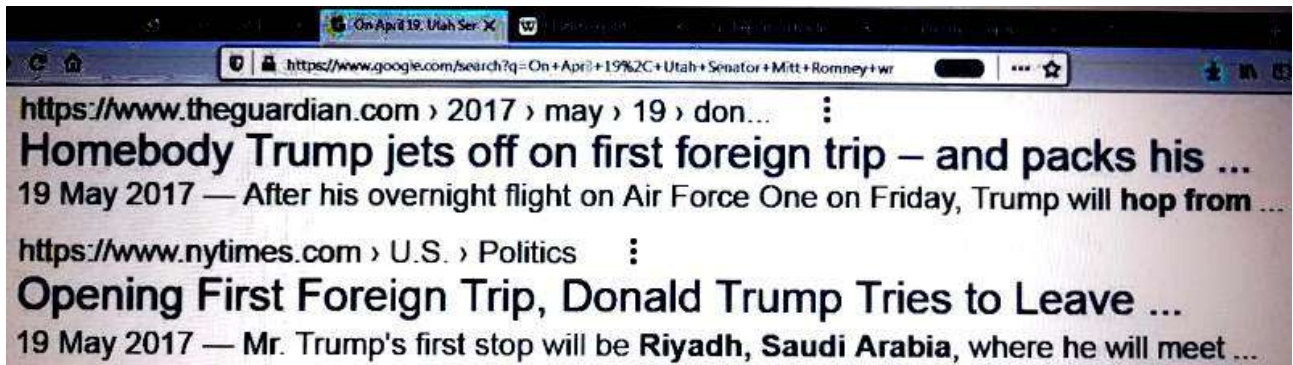 On April 19, Utah Ser
https://www.google.com/search?q=On+April+19%2C+Utah+Senator+Mitt+Romney+wr
https://www.theguardian.com › 2017 › may › 19 › don...
Homebody Trump jets off on first foreign trip – and packs his ...
19 May 2017 — After his overnight flight on Air Force One on Friday, Trump will hop from ...
https://www.nytimes.com › U.S. › Politics
Opening First Foreign Trip, Donald Trump Tries to Leave ...
19 May 2017 — Mr. Trump's first stop will be Riyadh, Saudi Arabia, where he will meet ...